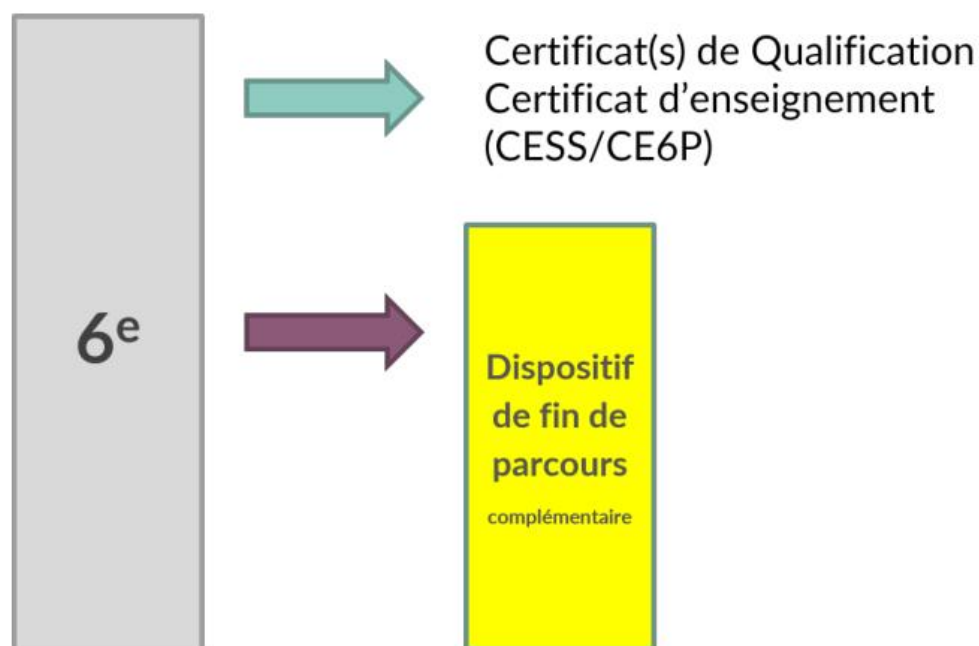 Certificat(s) de Qualification
Certificat d’enseignement
(CESS/CE6P)
6e
Dispositif
de fin de
parcours
complémentaire